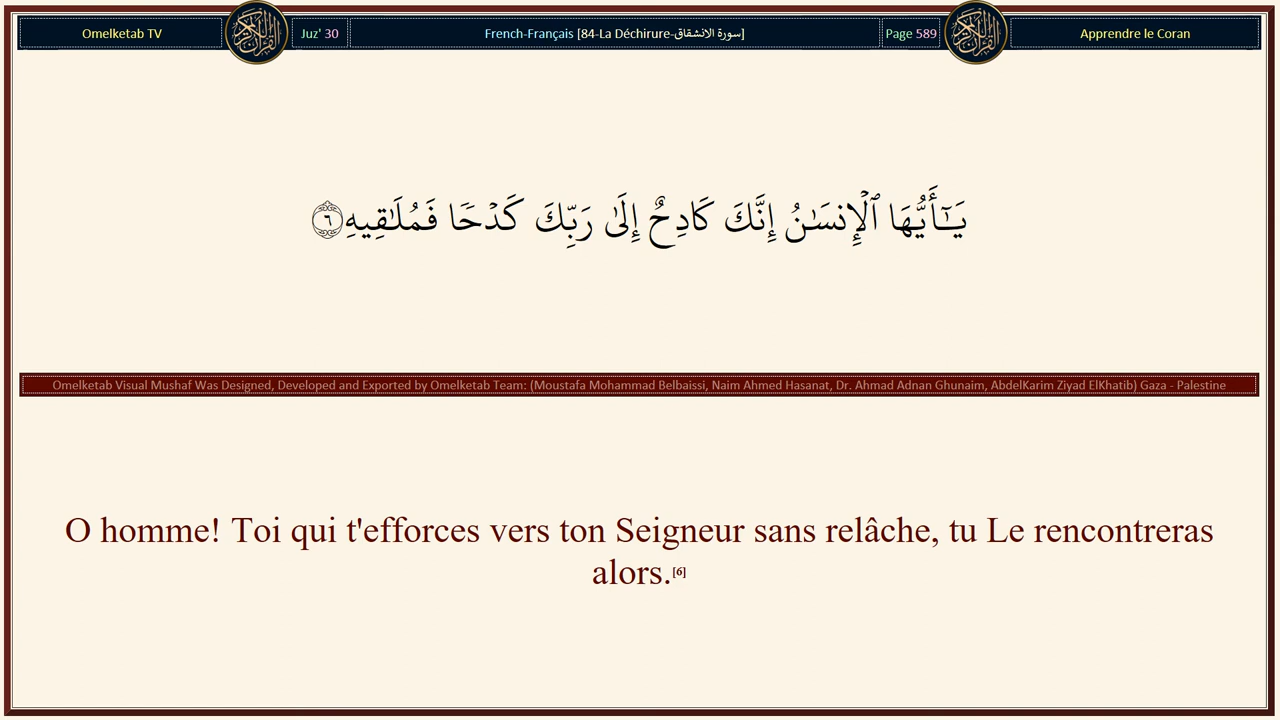 Omelketab TV
Juz' 30
French-Français [84-La Déchirure-سورة الانشقاق]
Page 589
Apprendre le Coran
يَـٰٓأَيُّهَا ٱلْإِنسَـٰنُ إِنَّكَ كَادِحٌ إِلَىٰ رَبِّكَ كَدْحًا فَمُلَـٰقِيهِ ٦
Omelketab Visual Mushaf Was Designed, Developed and Exported by Omelketab Team: (Moustafa Mohammad Belbaissi, Naim Ahmed Hasanat, Dr. Ahmad Adnan Ghunaim, AbdelKarim Ziyad ElKhatib) Gaza - Palestine
O homme! Toi qui t'efforces vers ton Seigneur sans relâche, tu Le rencontreras
alors.[6]